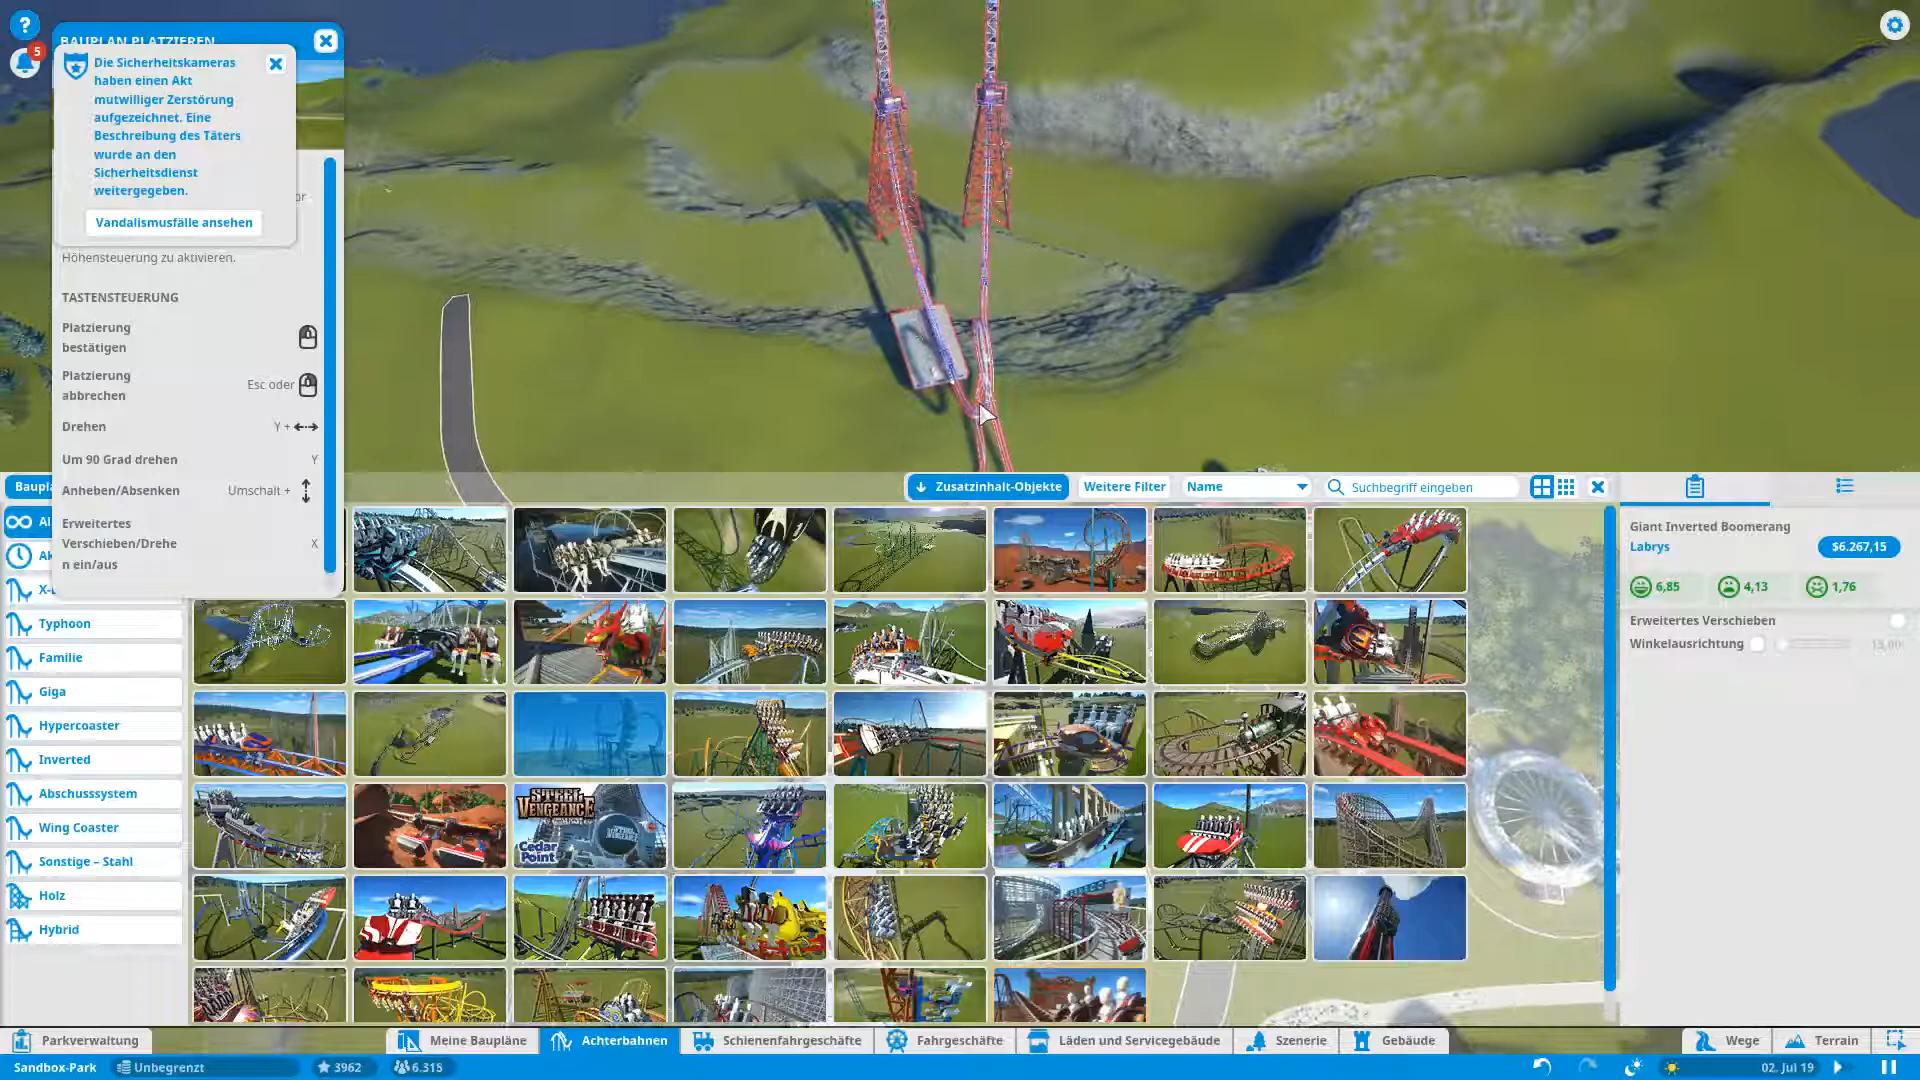 ?
5
BAUPLAN PLATZIEREN
Die Sicherheitskameras
haben einen Akt
mutwilliger Zerstörung
aufgezeichnet. Eine
Beschreibung des Täters
wurde an den
Sicherheitsdienst
weitergegeben.
Vandalismusfälle ansehen
or
Höhensteuerung zu aktivieren.
TASTENSTEUERUNG
Platzierung
bestätigen
Platzierung
abbrechen
Esc oder
Drehen
Y +
Um 90 Grad drehen
Y
Anheben/Absenken
Umschalt +
Erweitertes
Verschieben/Drehe
n ein/aus
X
Typhoon
Familie
Giga
Hypercoaster
Inverted
Abschusssystem
Wing Coaster
Sonstige – Stahl
Holz
Hybrid
Zusatzinhalt-Objekte
Weitere Filter
Name
Suchbegriff eingeben
STEEL
VENGEANCE
Cedar
Point
Giant Inverted Boomerang
Labrys
$6.267,15
6,85
4,13
1,76
Erweitertes Verschieben
Winkelausrichtung
Parkverwaltung
Meine Baupläne
Achterbahnen
Schienenfahrgeschäfte
Fahrgeschäfte
Läden und Servicegebäude
Szenerie
Gebäude
Wege
Terrain
Sandbox-Park
Unbegrenzt
3962
6.315
02. Jul 19